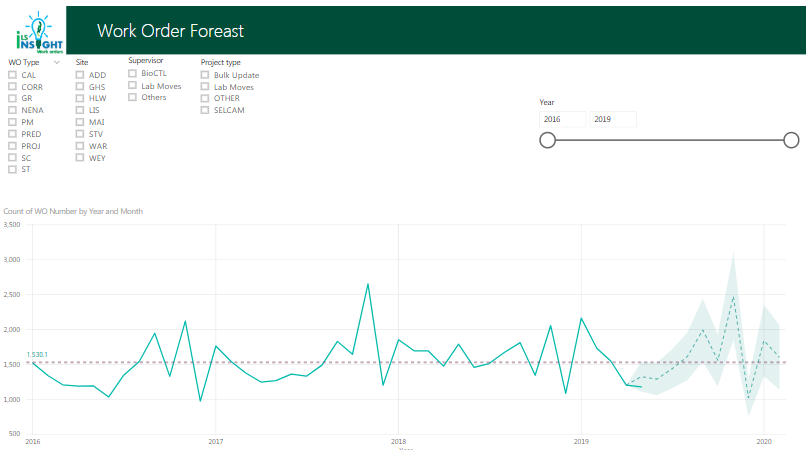 iLS
INSIGHT
Work orders
Work Order Foreast
WO Type
CAL
CORR
GR
NENA
PM
PRED
PROJ
SC
ST
Site
ADD
GHS
HLW
LIS
MAI
STV
WAR
WEY
Supervisor
BioCTL
Lab Moves
Others
Project type
Bulk Update
Lab Moves
OTHER
SELCAM
Year
2016 2019
Count of WO Number by Year and Month
3,500
3,000
2,500
2,000
1,500
1,000
500
1,530.1
2016 2017 2018 2019 2020